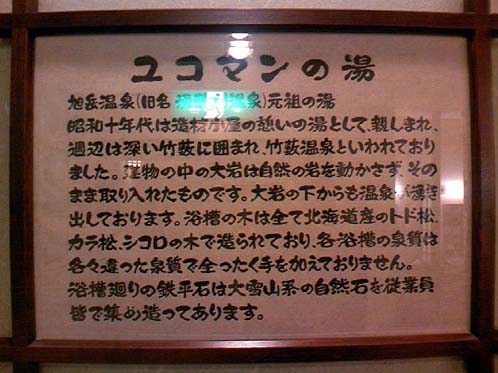 ユコマンの湯
旭岳温泉(旧名 温泉)元祖の湯
昭和十年代は造材小屋の憩いの湯として、親しまれ、
週辺は深い竹薮に囲まれ、竹薮温泉といわれており
ました。建物の中の大岩は自然の岩を動かさず、その
まま取り入れたものです。大岩の下からも温泉が湧き
出しております。浴槽の木は全て北海道産のトド松、
カラ松、シコロの木で造られており、各浴槽の泉質は
各々違った泉質で全ったく手を加えておりません。
浴槽廻りの鉄平石は大雪山系の自然石を従業員
皆で集め造ってあります。